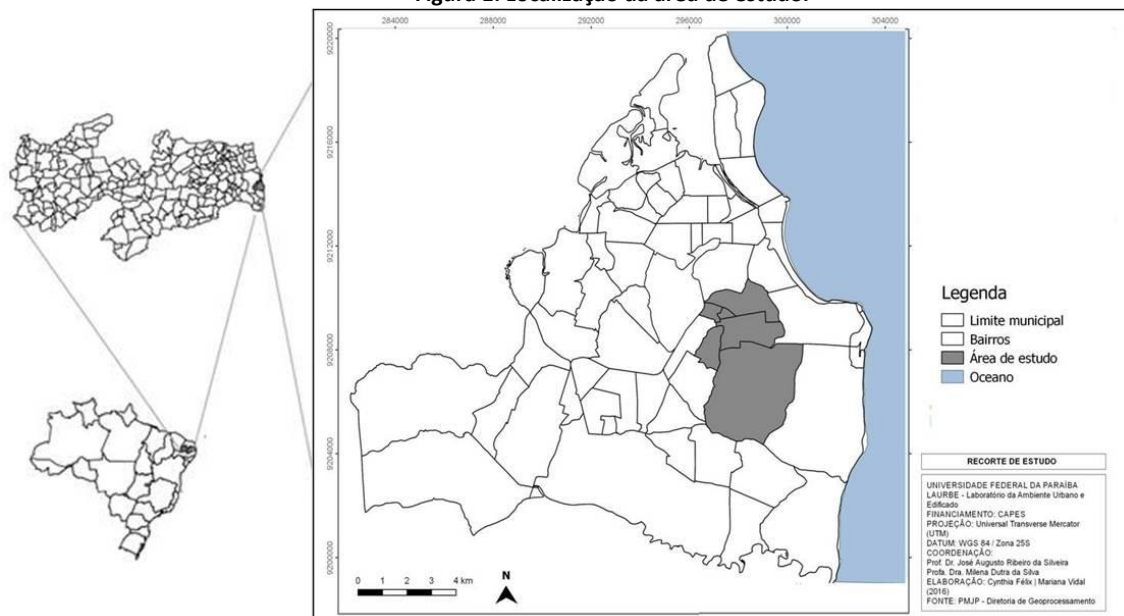 Figura 1: Localização da área de estudo.
284000 288000 292000 296000 300000 304000
9220000
9216000
9212000
9208000
9204000
9200000
Legenda
Limite municipal
Bairros
Área de estudo
Oceano
RECORTE DE ESTUDO
UNIVERSIDADE FEDERAL DA PARAÍBA
LAURBE - Laboratório da Ambiente Urbano e
Edificado
FINANCIAMENTO: CAPES
PROJEÇÃO: Universal Transverse Mercator
(UTM)
DATUM: WGS 84 / Zona 25S
COORDENAÇÃO:
Prof. Dr. José Augusto Ribeiro da Silveira
Profa. Dra. Milena Dutra da Silva
ELABORAÇÃO: Cynthia Félix | Mariana Vidal
(2016)
FONTE: PMJP - Diretoria de Geoprocessamento
0 1 2 3 4 km
N